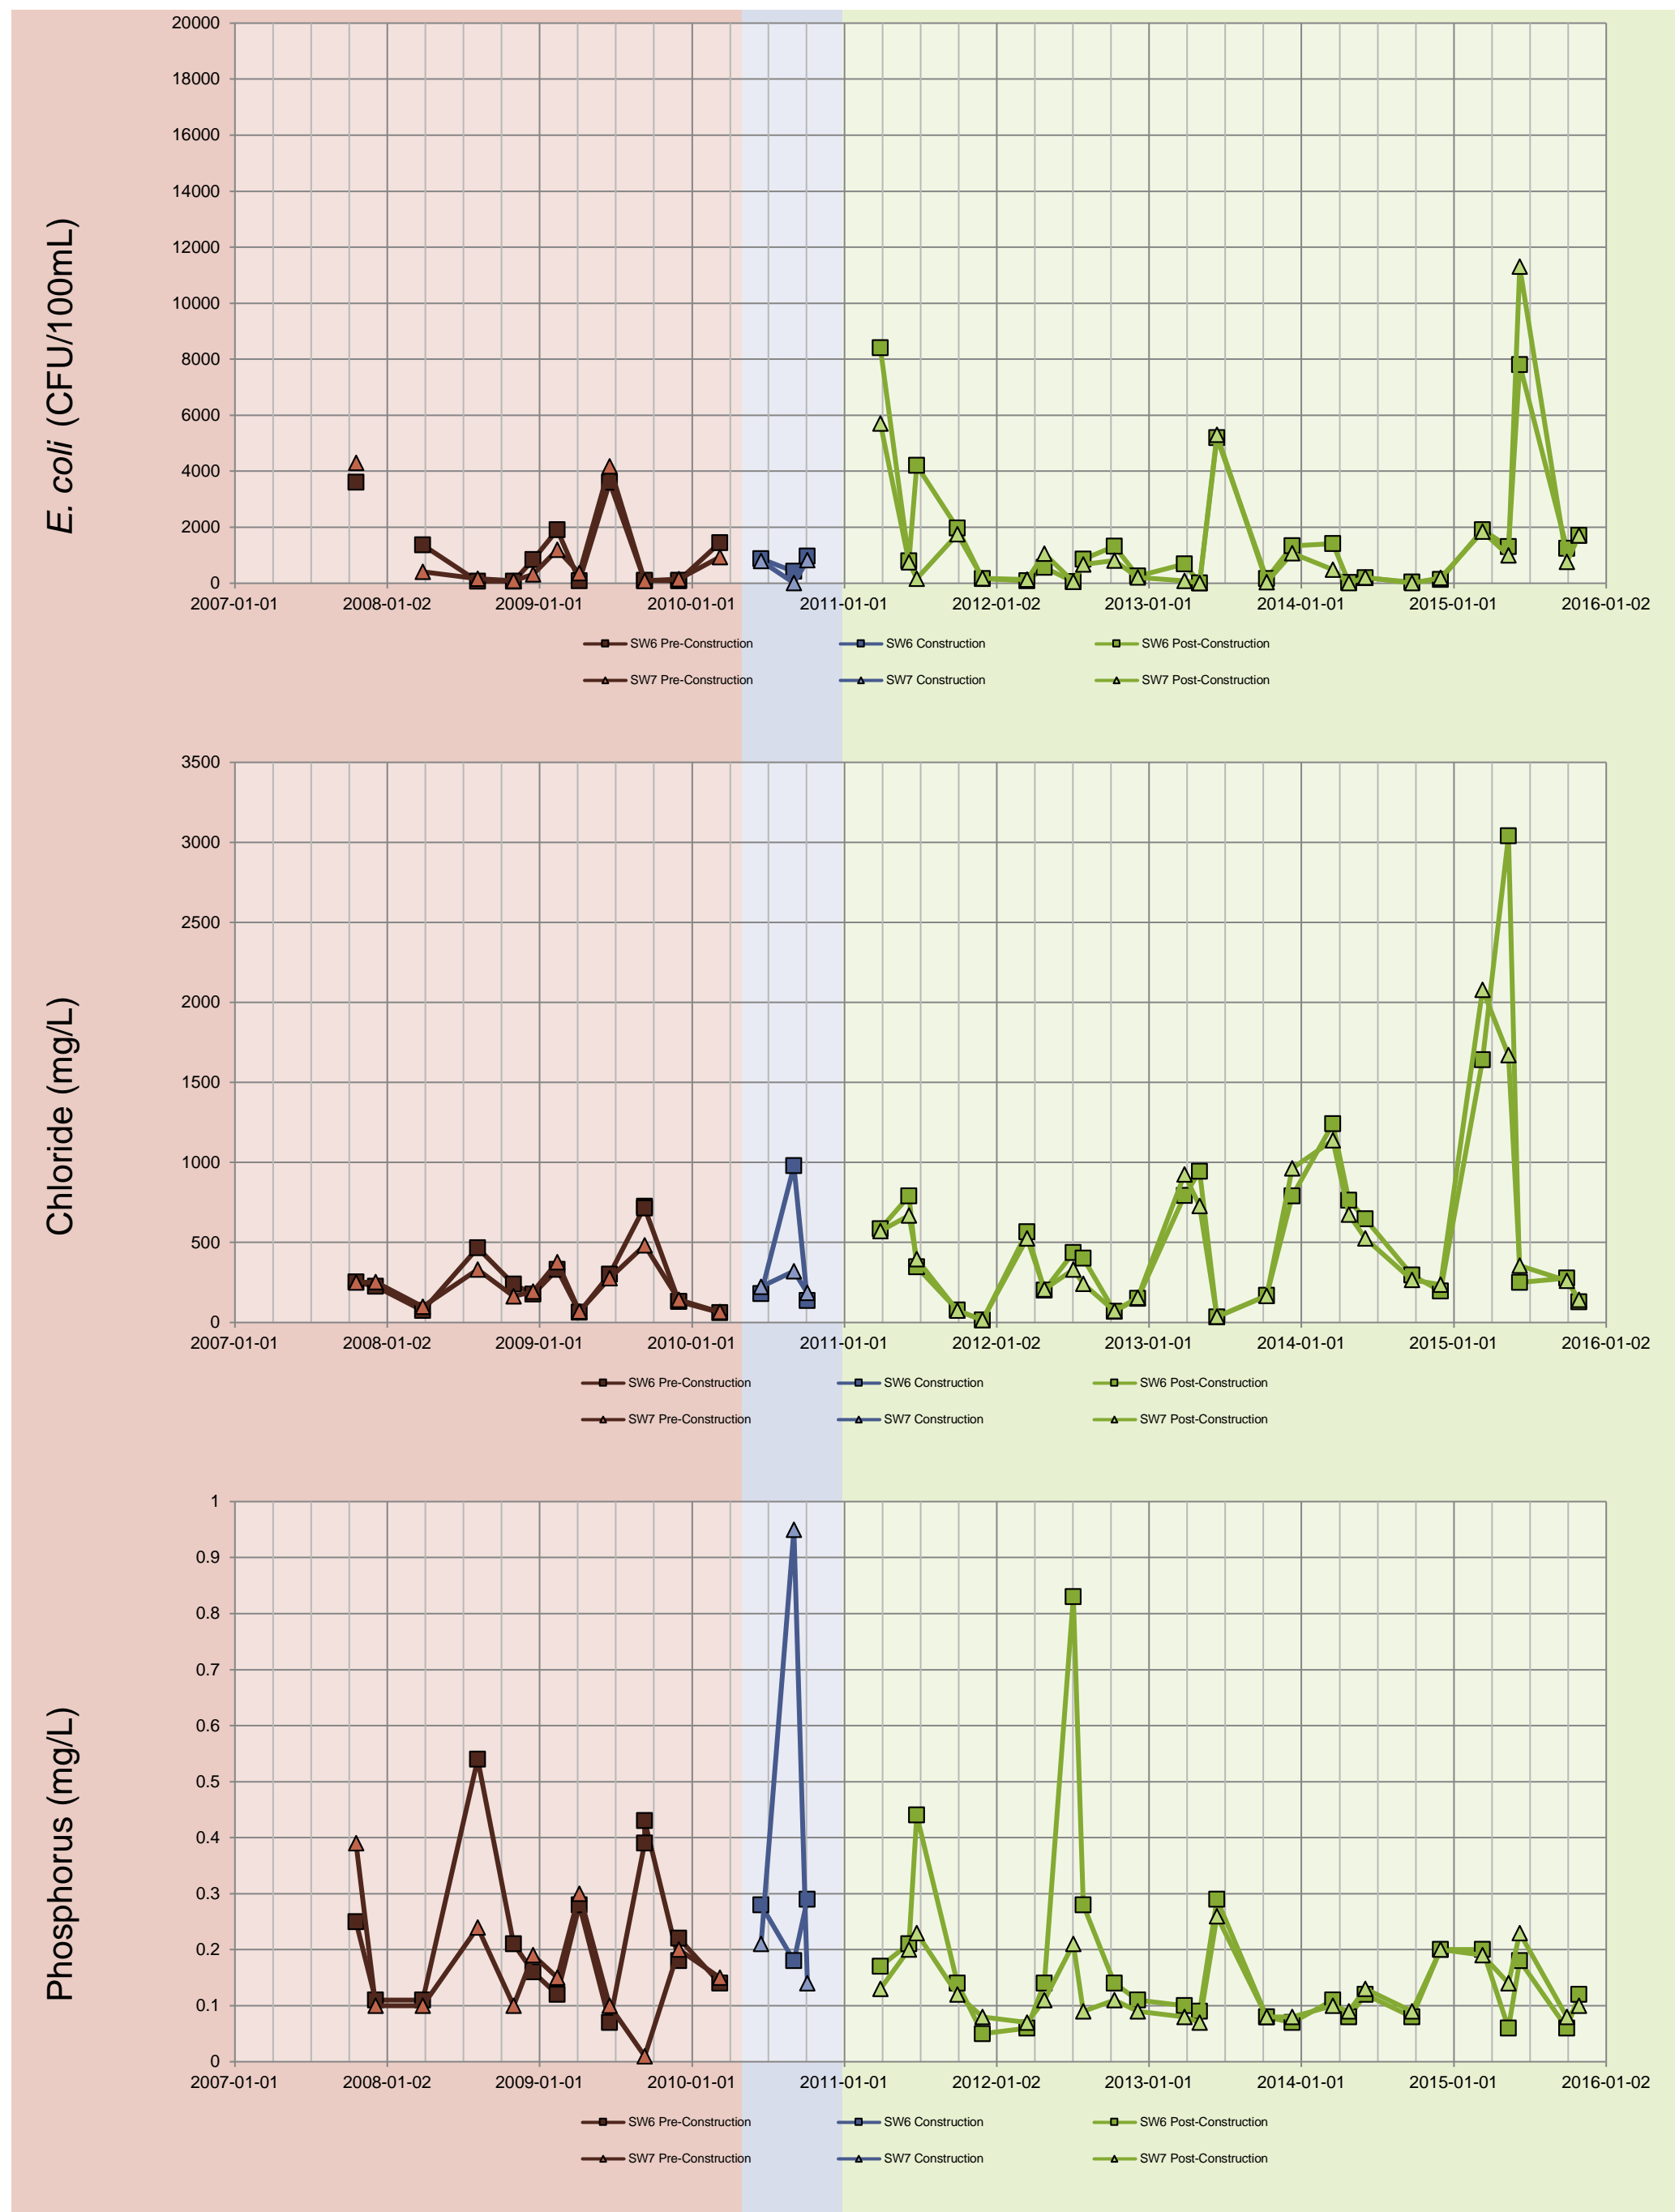 E. coli (CFU/100mL)
20000
18000
16000
14000
12000
10000
8000
6000
4000
2000
0
2007-01-01 2008-01-02 2009-01-01 2010-01-01 2011-01-01 2012-01-02 2013-01-01 2014-01-01 2015-01-01 2016-01-02
SW6 Pre-Construction SW6 Construction SW6 Post-Construction
SW7 Pre-Construction SW7 Construction SW7 Post-Construction
Chloride (mg/L)
3500
3000
2500
2000
1500
1000
500
0
2007-01-01 2008-01-02 2009-01-01 2010-01-01 2011-01-01 2012-01-02 2013-01-01 2014-01-01 2015-01-01 2016-01-02
SW6 Pre-Construction SW6 Construction SW6 Post-Construction
SW7 Pre-Construction SW7 Construction SW7 Post-Construction
Phosphorus (mg/L)
1
0.9
0.8
0.7
0.6
0.5
0.4
0.3
0.2
0.1
0
2007-01-01 2008-01-02 2009-01-01 2010-01-01 2011-01-01 2012-01-02 2013-01-01 2014-01-01 2015-01-01 2016-01-02
SW6 Pre-Construction SW6 Construction SW6 Post-Construction
SW7 Pre-Construction SW7 Construction SW7 Post-Construction